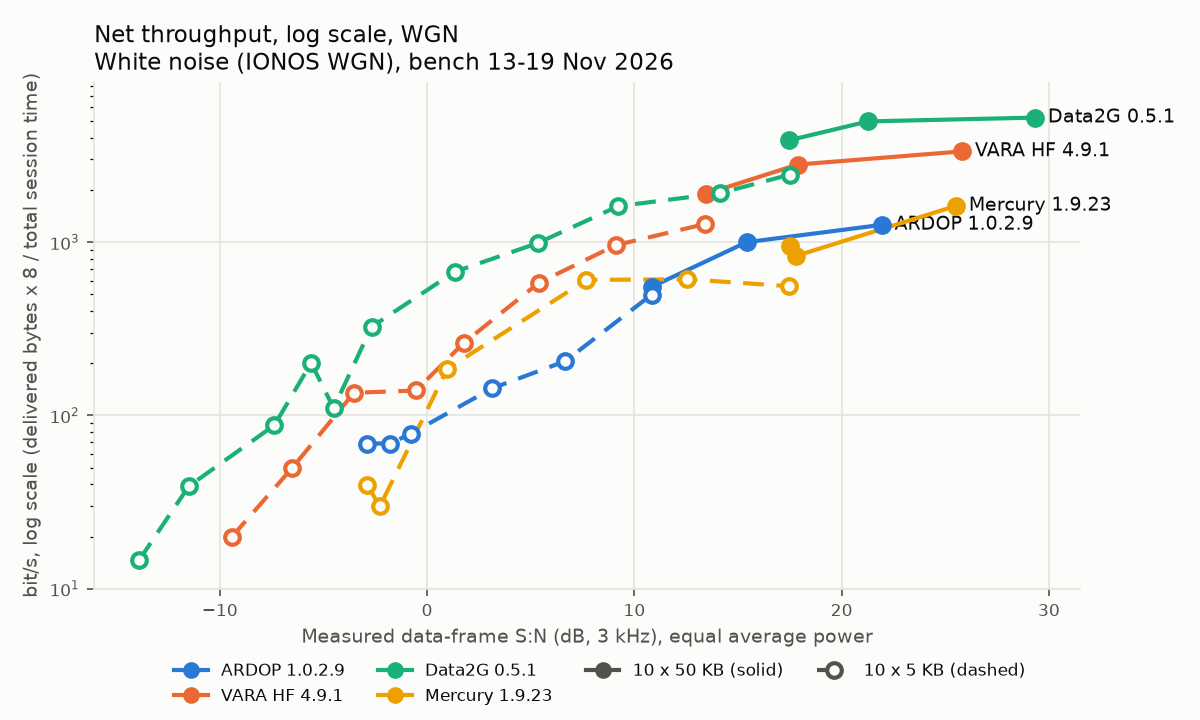 Net throughput, log scale, WGN
White noise (IONOS WGN), bench 13-19 Nov 2026
bit/s, log scale (delivered bytes x 8 / total session time)
10³
10²
10¹
Data2G 0.5.1
VARA HF 4.9.1
Mercury 1.9.23
ARDOP 1.0.2.9
−10 0 10 20 30
Measured data-frame S:N (dB, 3 kHz), equal average power
ARDOP 1.0.2.9 Data2G 0.5.1 10 x 50 KB (solid) 10 x 5 KB (dashed)
VARA HF 4.9.1 Mercury 1.9.23